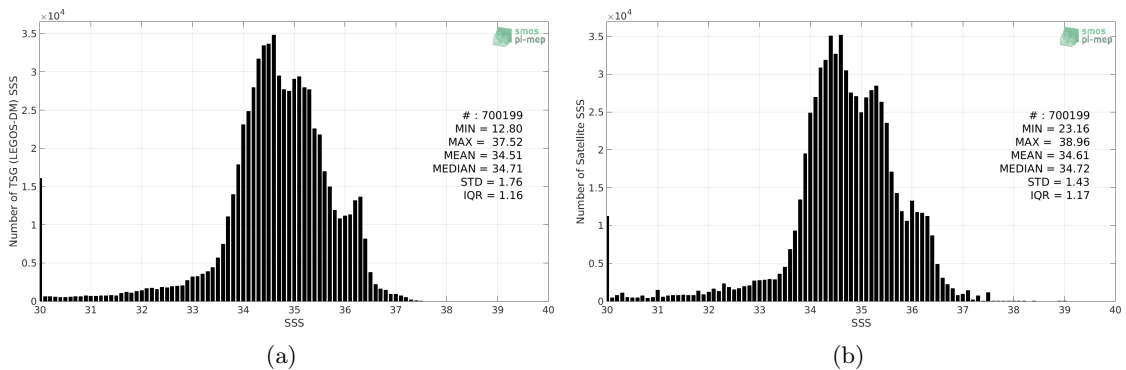 ×10⁴
3.5
3
2.5
2
1.5
1
0.5
0
Number of TSG (LEGOS-DM) SSS
30 31 32 33 34 35 36 37 38 39 40
SSS
smos
pi-mep
# : 700199
MIN = 12.80
MAX = 37.52
MEAN = 34.51
MEDIAN = 34.71
STD = 1.76
IQR = 1.16
(a)
×10⁴
3.5
3
2.5
2
1.5
1
0.5
0
Number of Satellite SSS
30 31 32 33 34 35 36 37 38 39 40
SSS
smos
pi-mep
# : 700199
MIN = 23.16
MAX = 38.96
MEAN = 34.61
MEDIAN = 34.72
STD = 1.43
IQR = 1.17
(b)